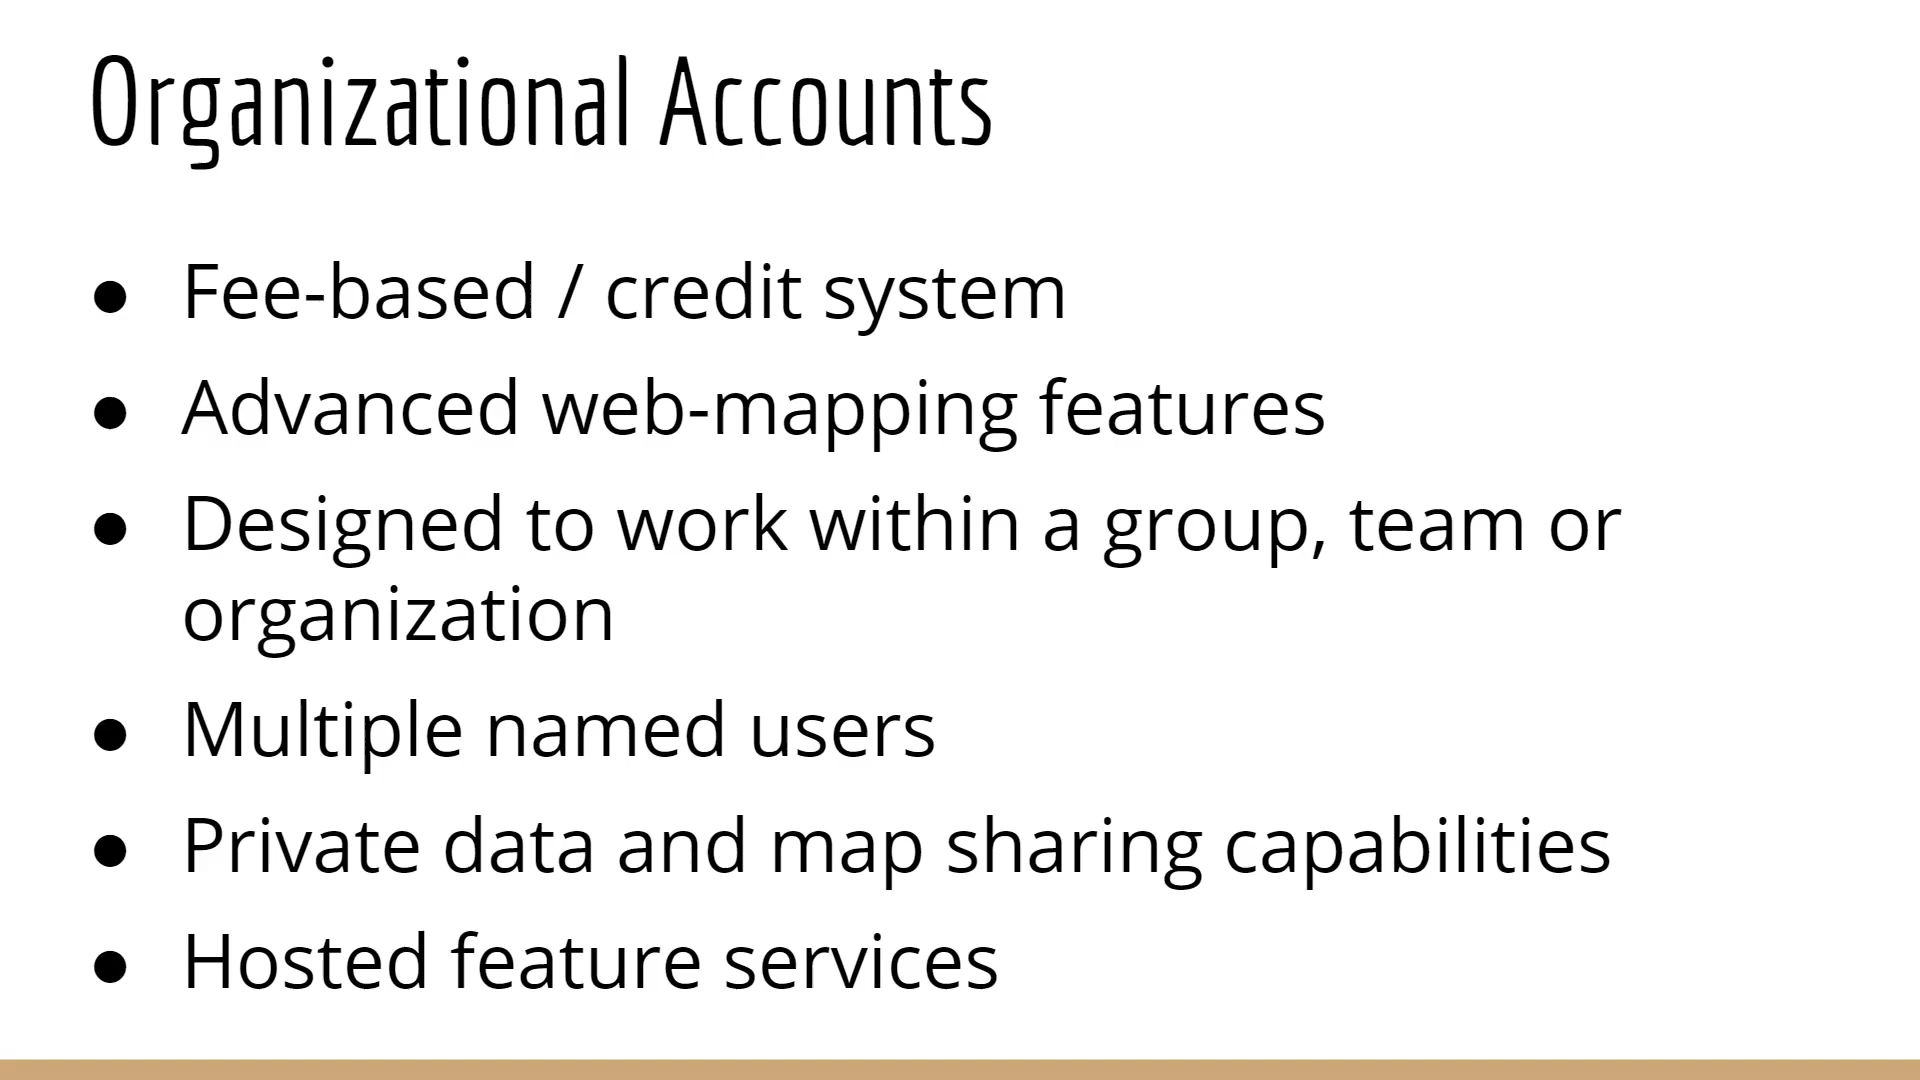 Organizational Accounts
● Fee-based / credit system
● Advanced web-mapping features
● Designed to work within a group, team or
organization
● Multiple named users
● Private data and map sharing capabilities
● Hosted feature services